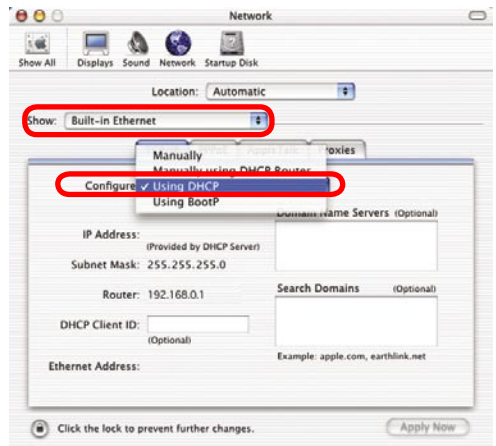 Network
Show All Displays Sound Network Startup Disk
Location: Automatic
Show: Built-in Ethernet
Proxies
Manually
Manually using DHCP Router
Configure ✓ Using DHCP
Using BootP
Domain Name Servers (Optional)
IP Address:
(Provided by DHCP Server)
Subnet Mask: 255.255.255.0
Router: 192.168.0.1
Search Domains (Optional)
DHCP Client ID:
(Optional)
Example: apple.com, earthlink.net
Ethernet Address:
Click the lock to prevent further changes.
Apply Now